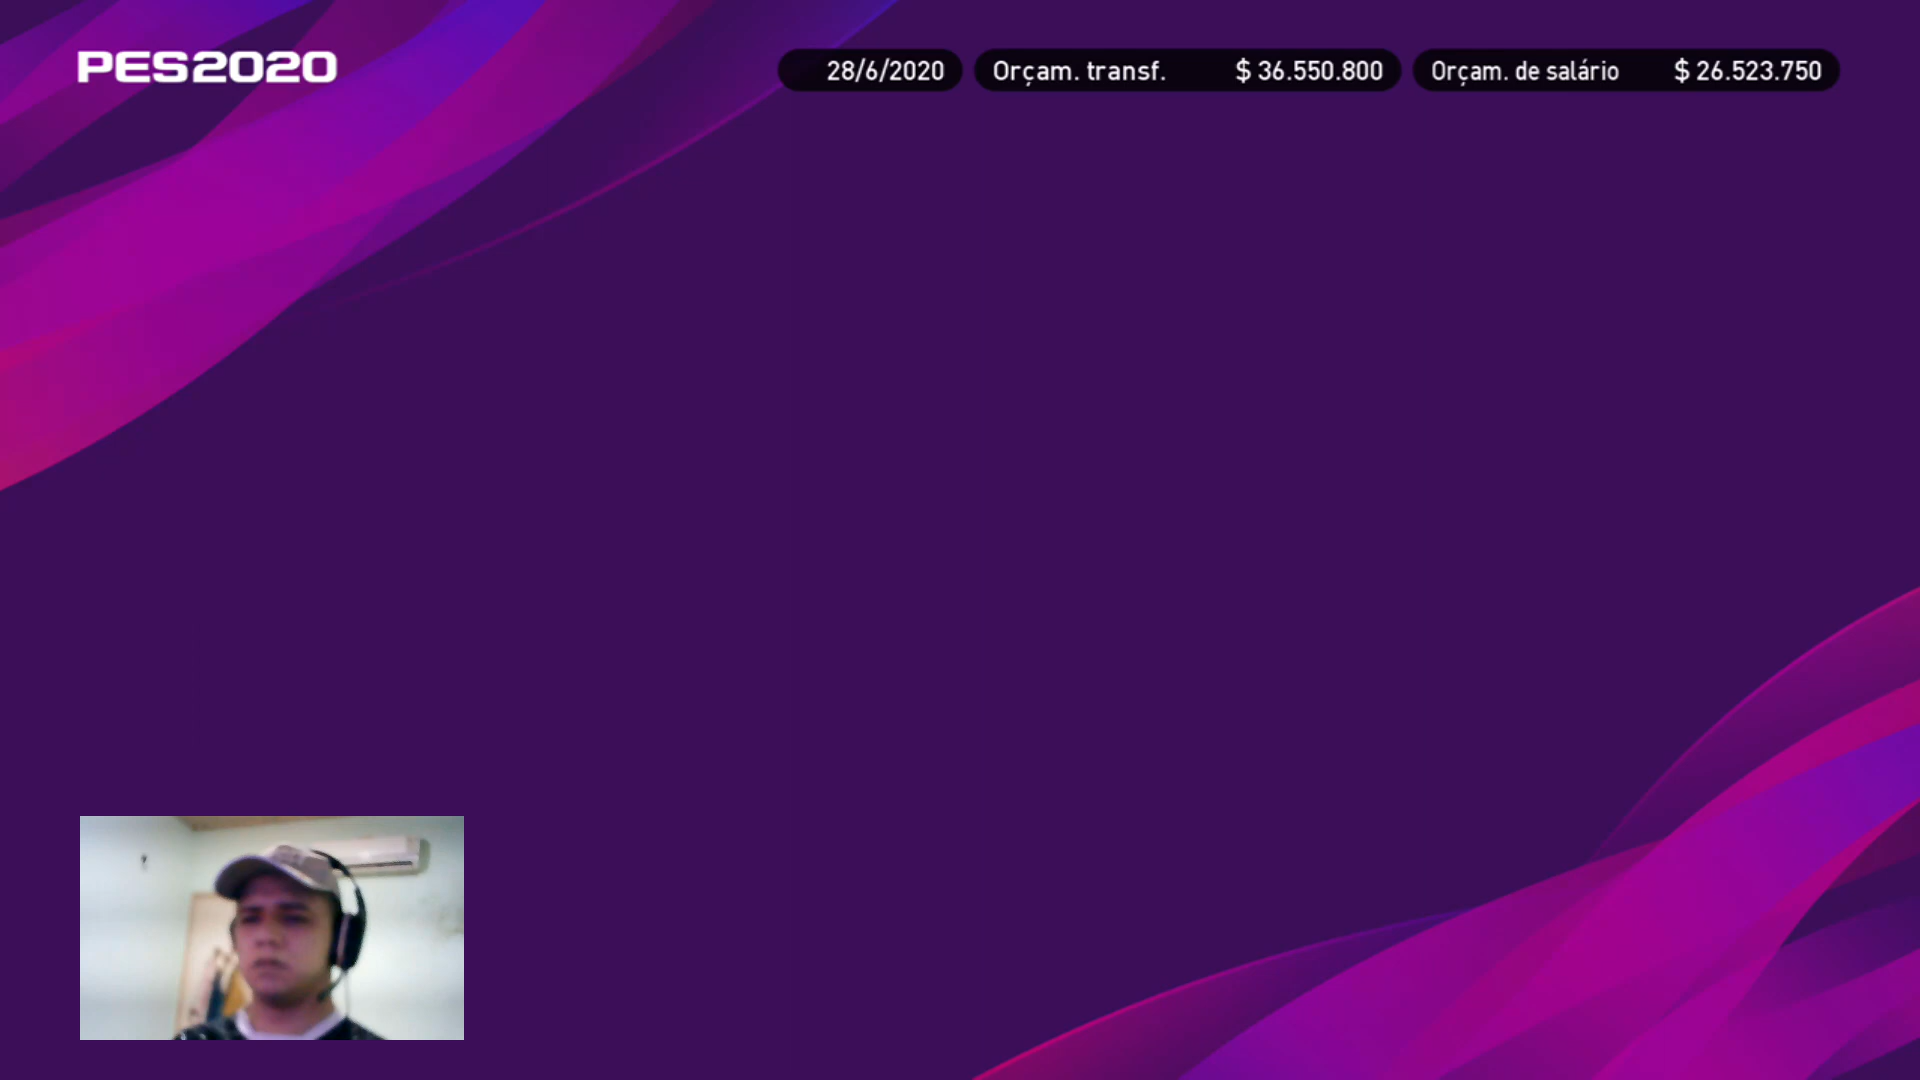 PES2020
28/6/2020 Orçam. transf. $ 36.550.800 Orçam. de salário $ 26.523.750